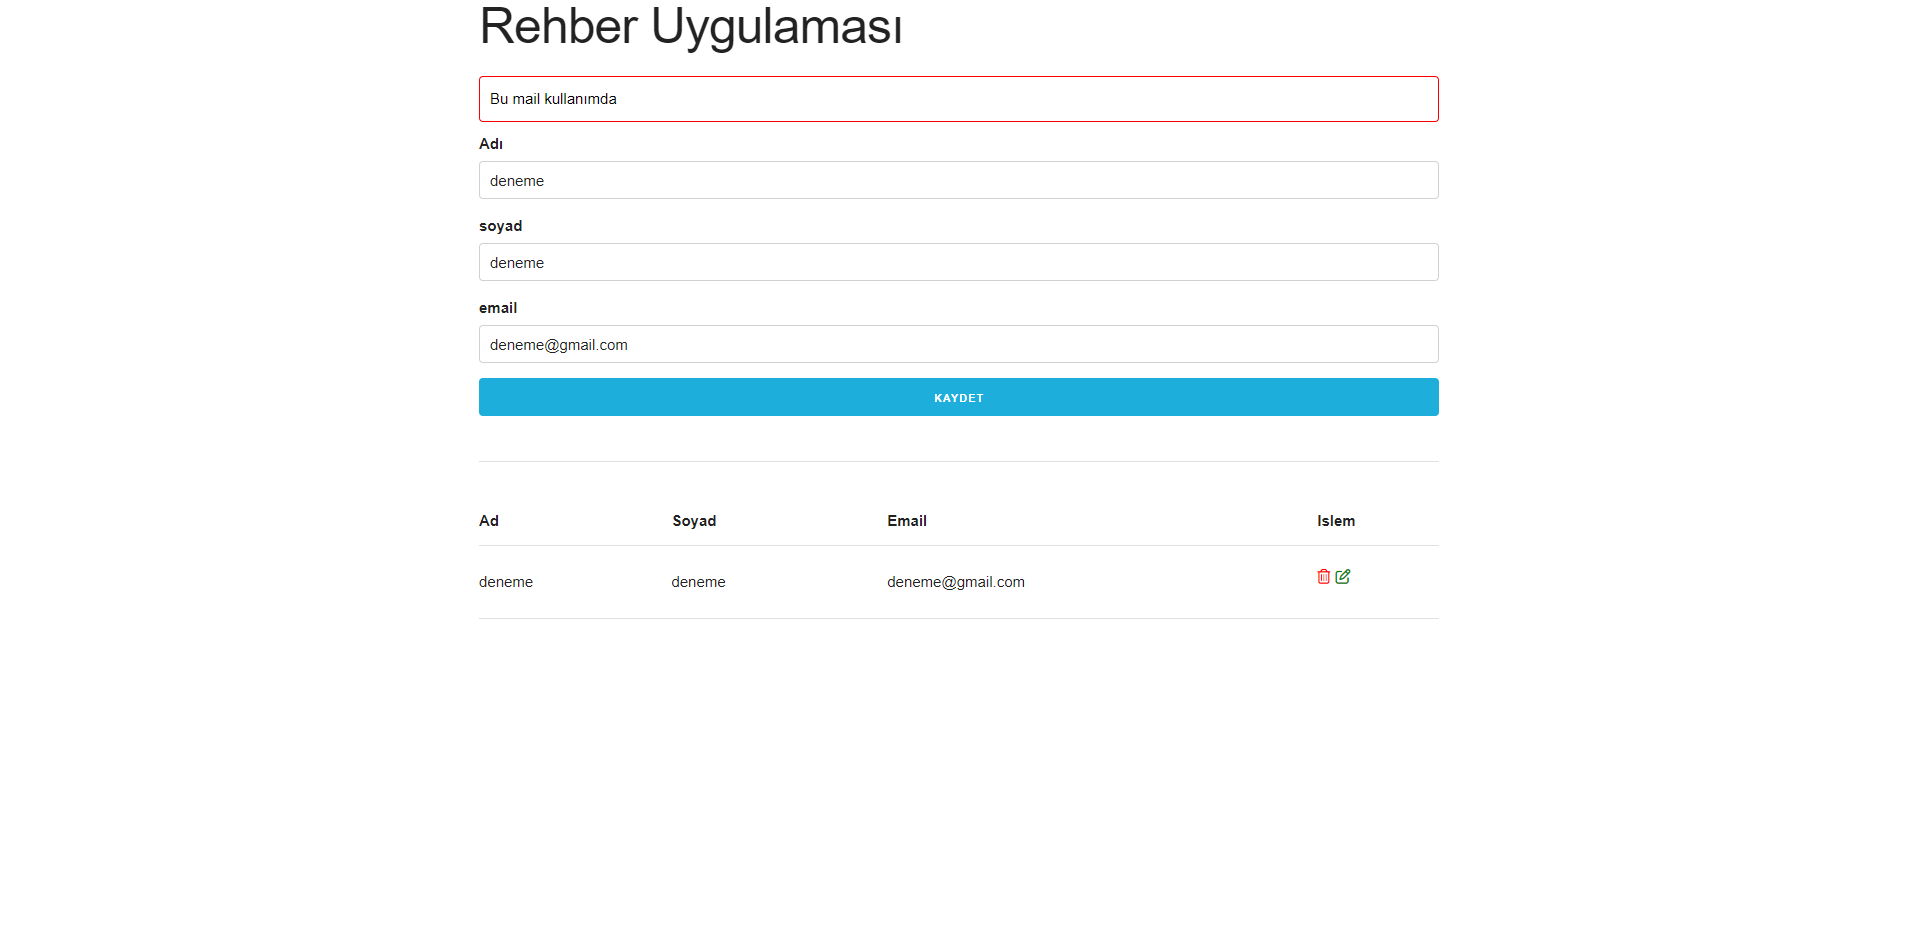 Rehber Uygulaması
Bu mail kullanımda
Adı
deneme
soyad
deneme
email
deneme@gmail.com
KAYDET
Ad Soyad Email Islem
deneme deneme deneme@gmail.com